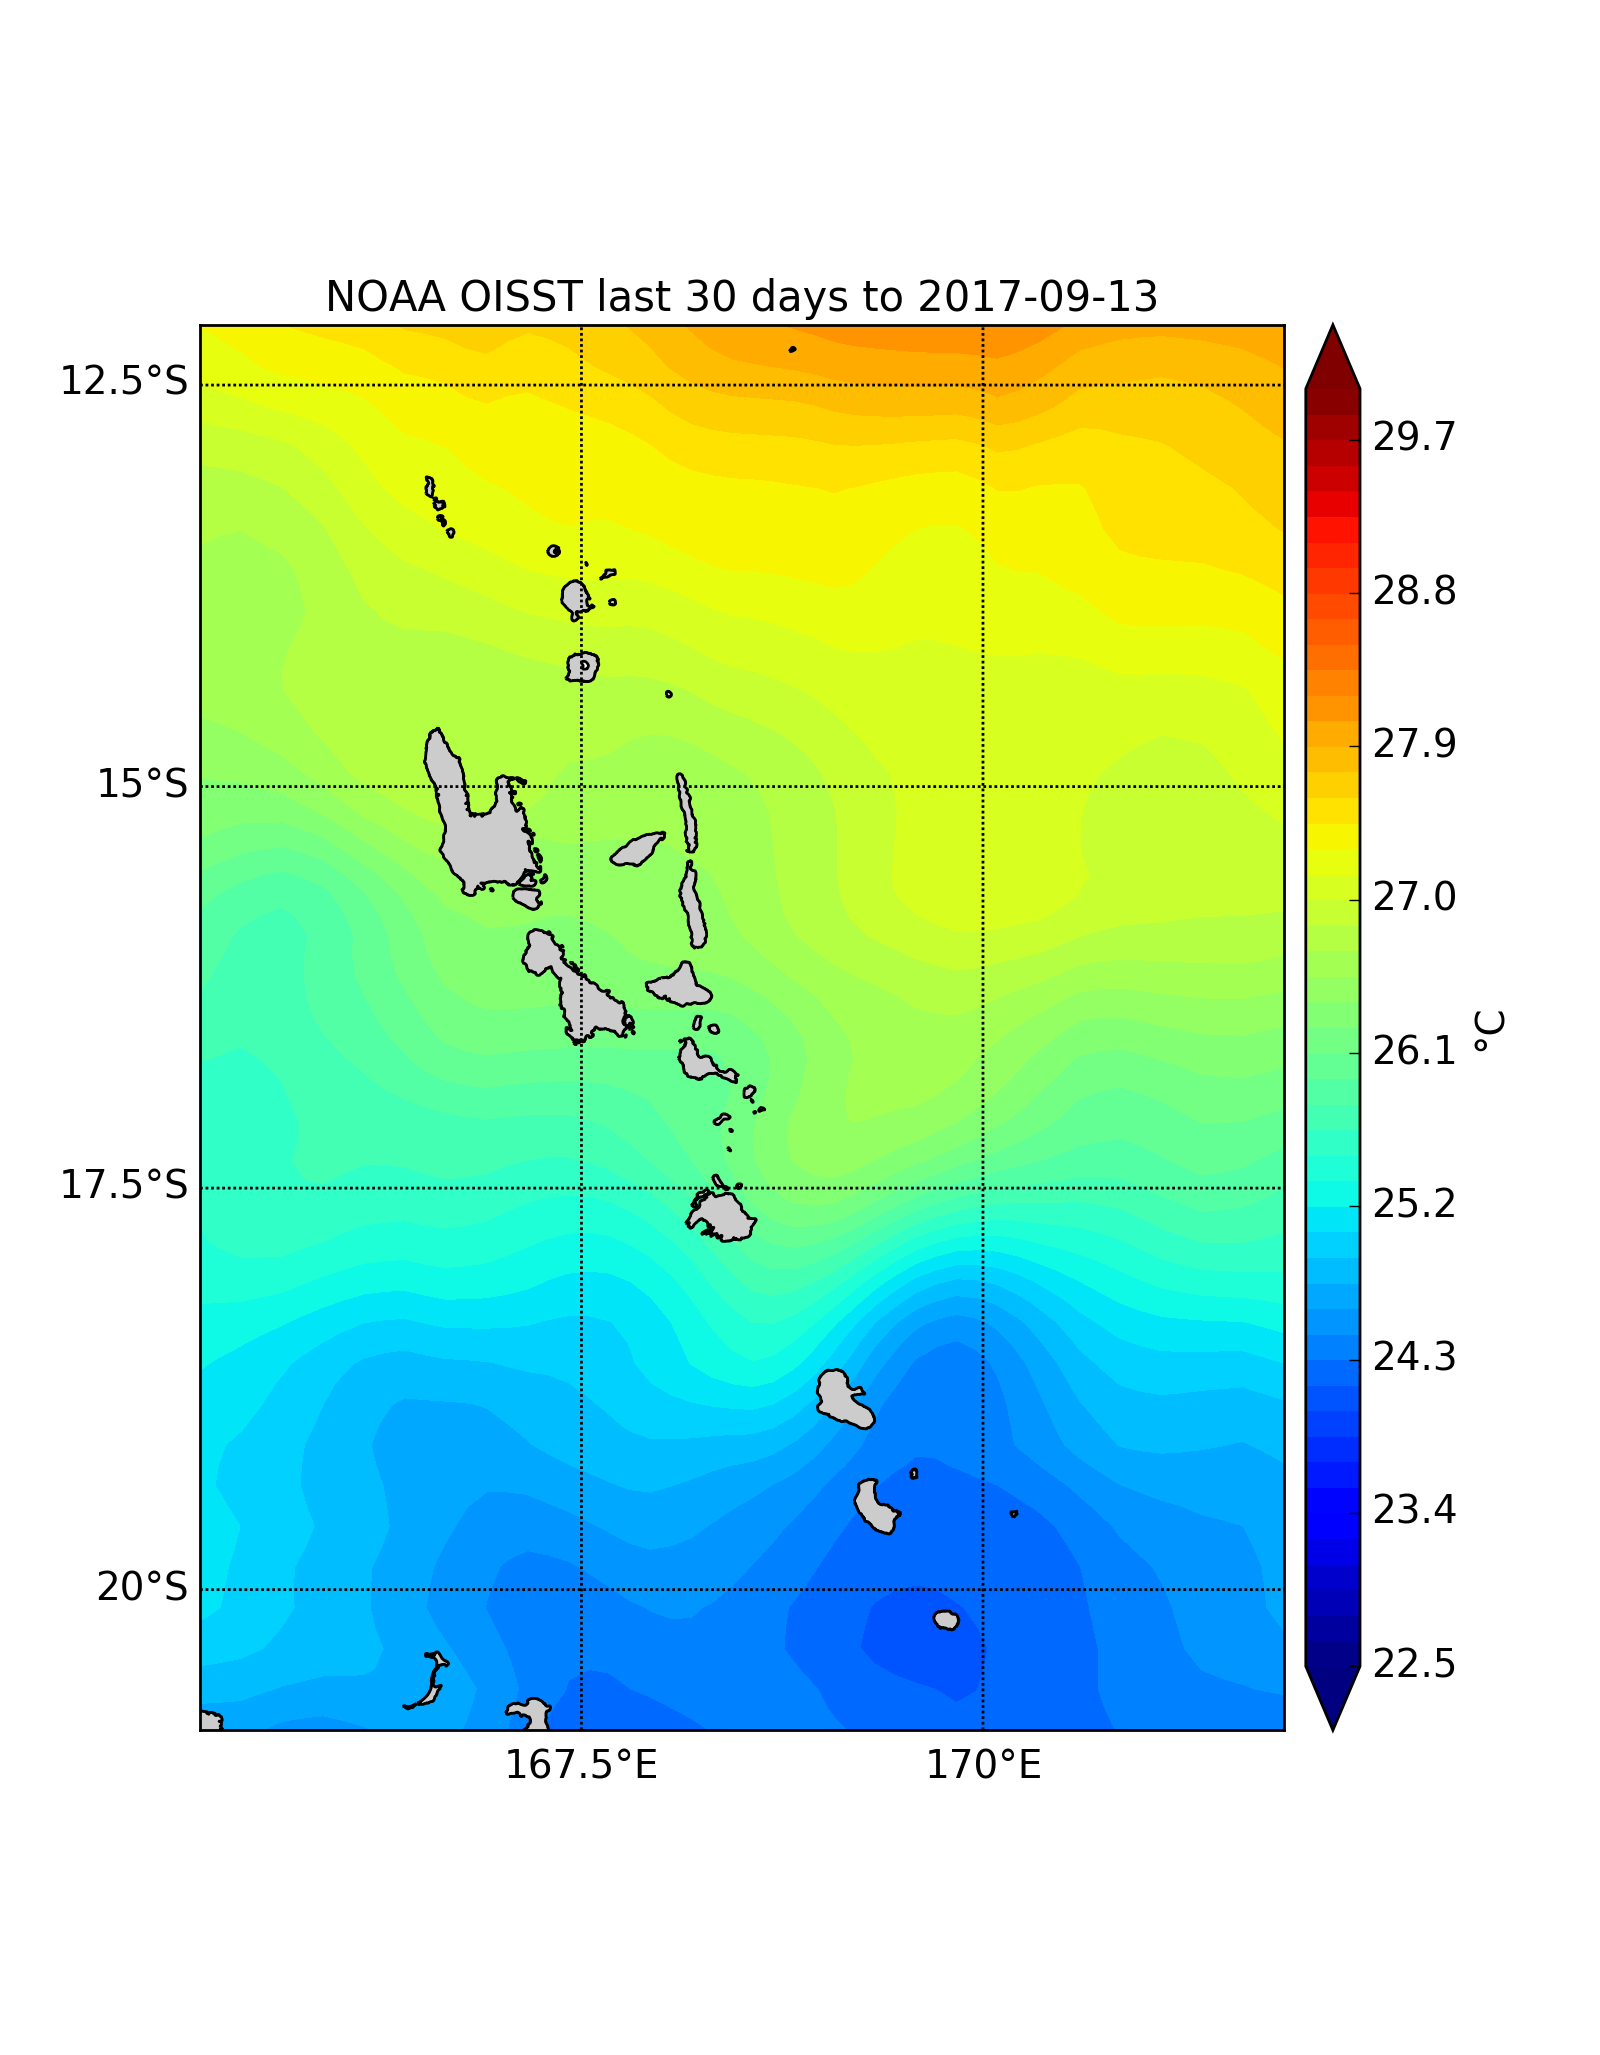 NOAA OISST last 30 days to 2017-09-13
12.5°S
15°S
17.5°S
20°S
167.5°E
170°E
29.7
28.8
27.9
27.0
26.1
25.2
24.3
23.4
22.5
°C